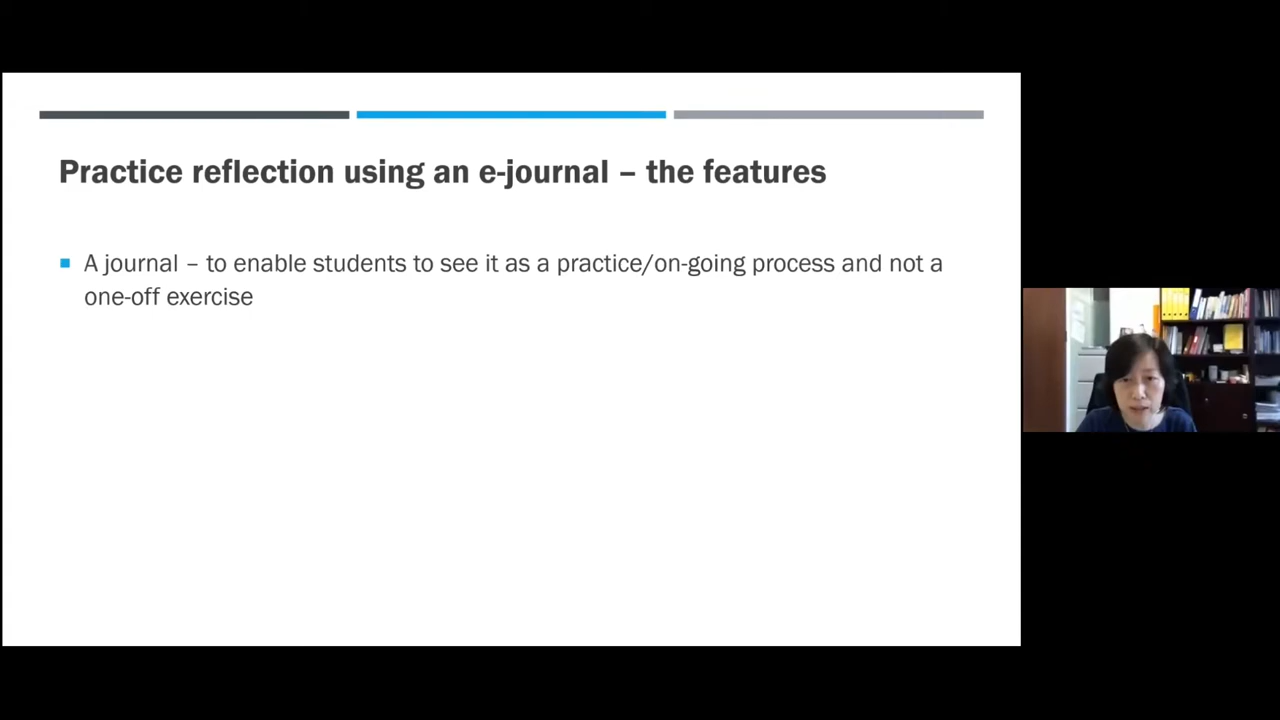 Practice reflection using an e-journal – the features
A journal – to enable students to see it as a practice/on-going process and not a
one-off exercise